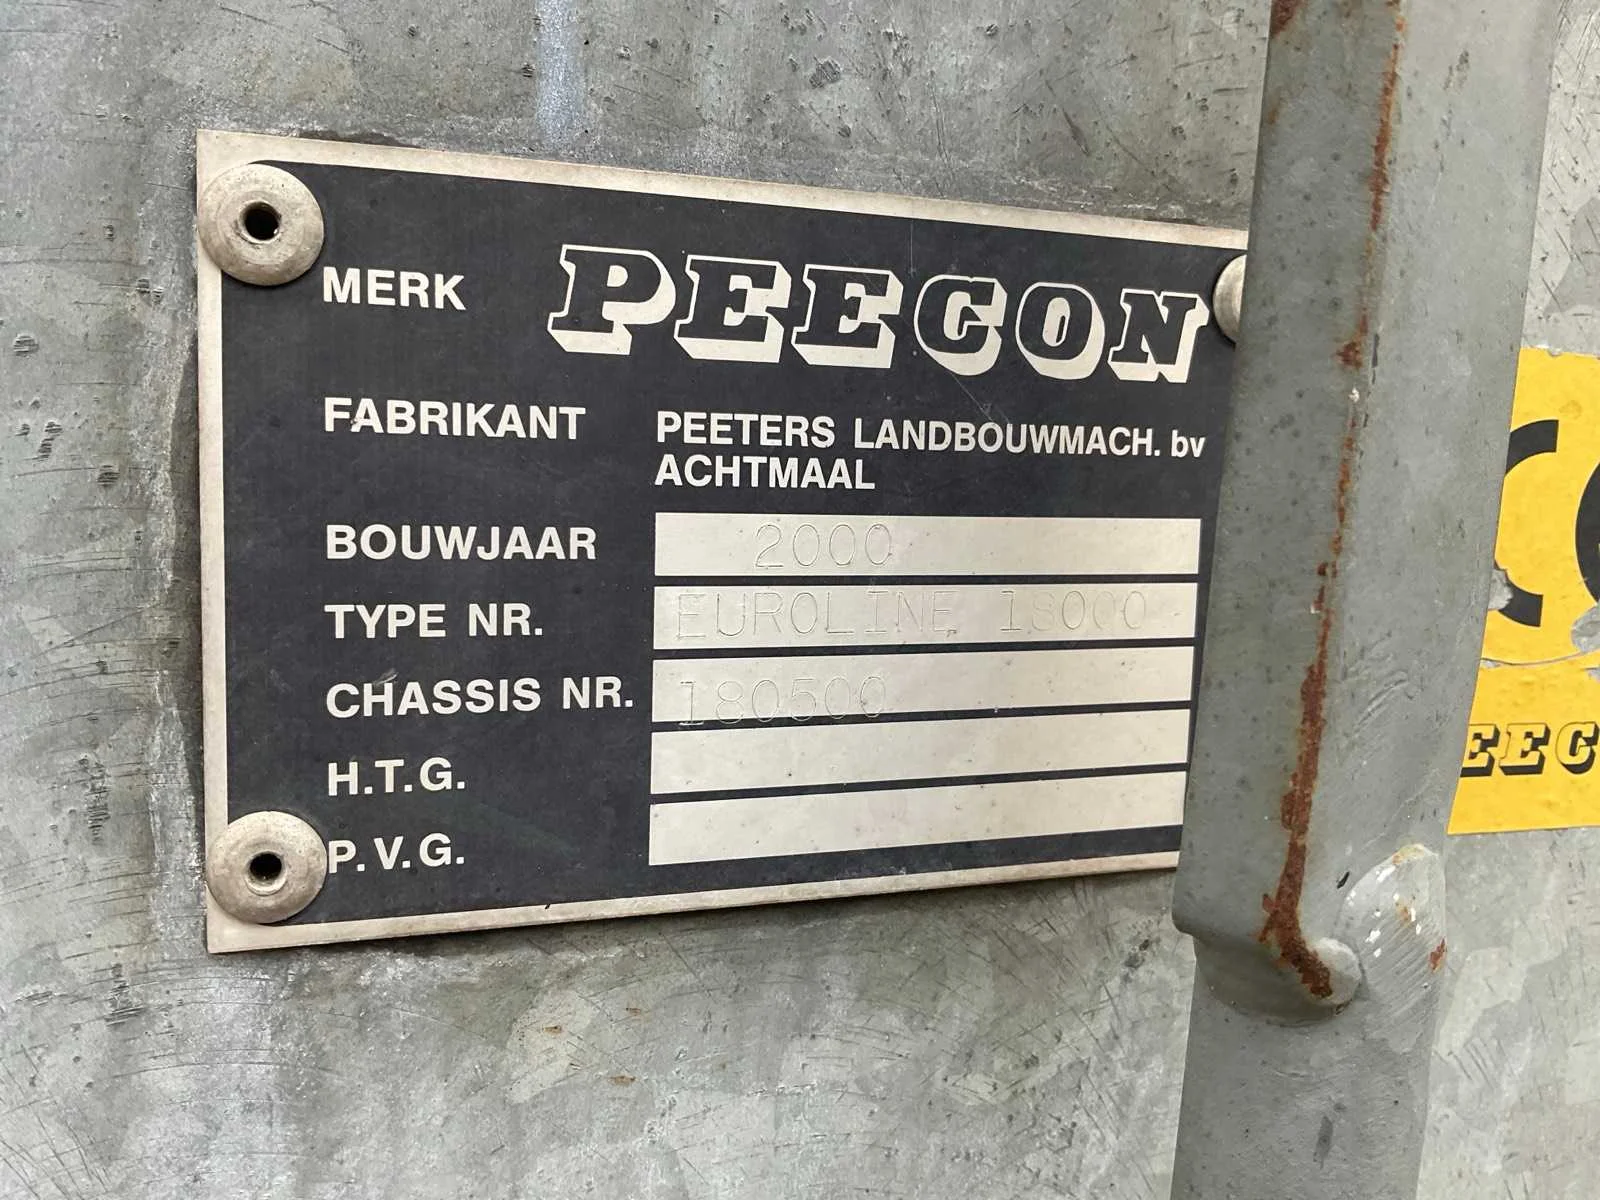 MERK PEECON
FABRIKANT PEETERS LANDBOUWMACH. bv
ACHTMAAL
BOUWJAAR 2000
TYPE NR. EUROLINE 18000
CHASSIS NR. 180500
H.T.G.
P.V.G.
EEC